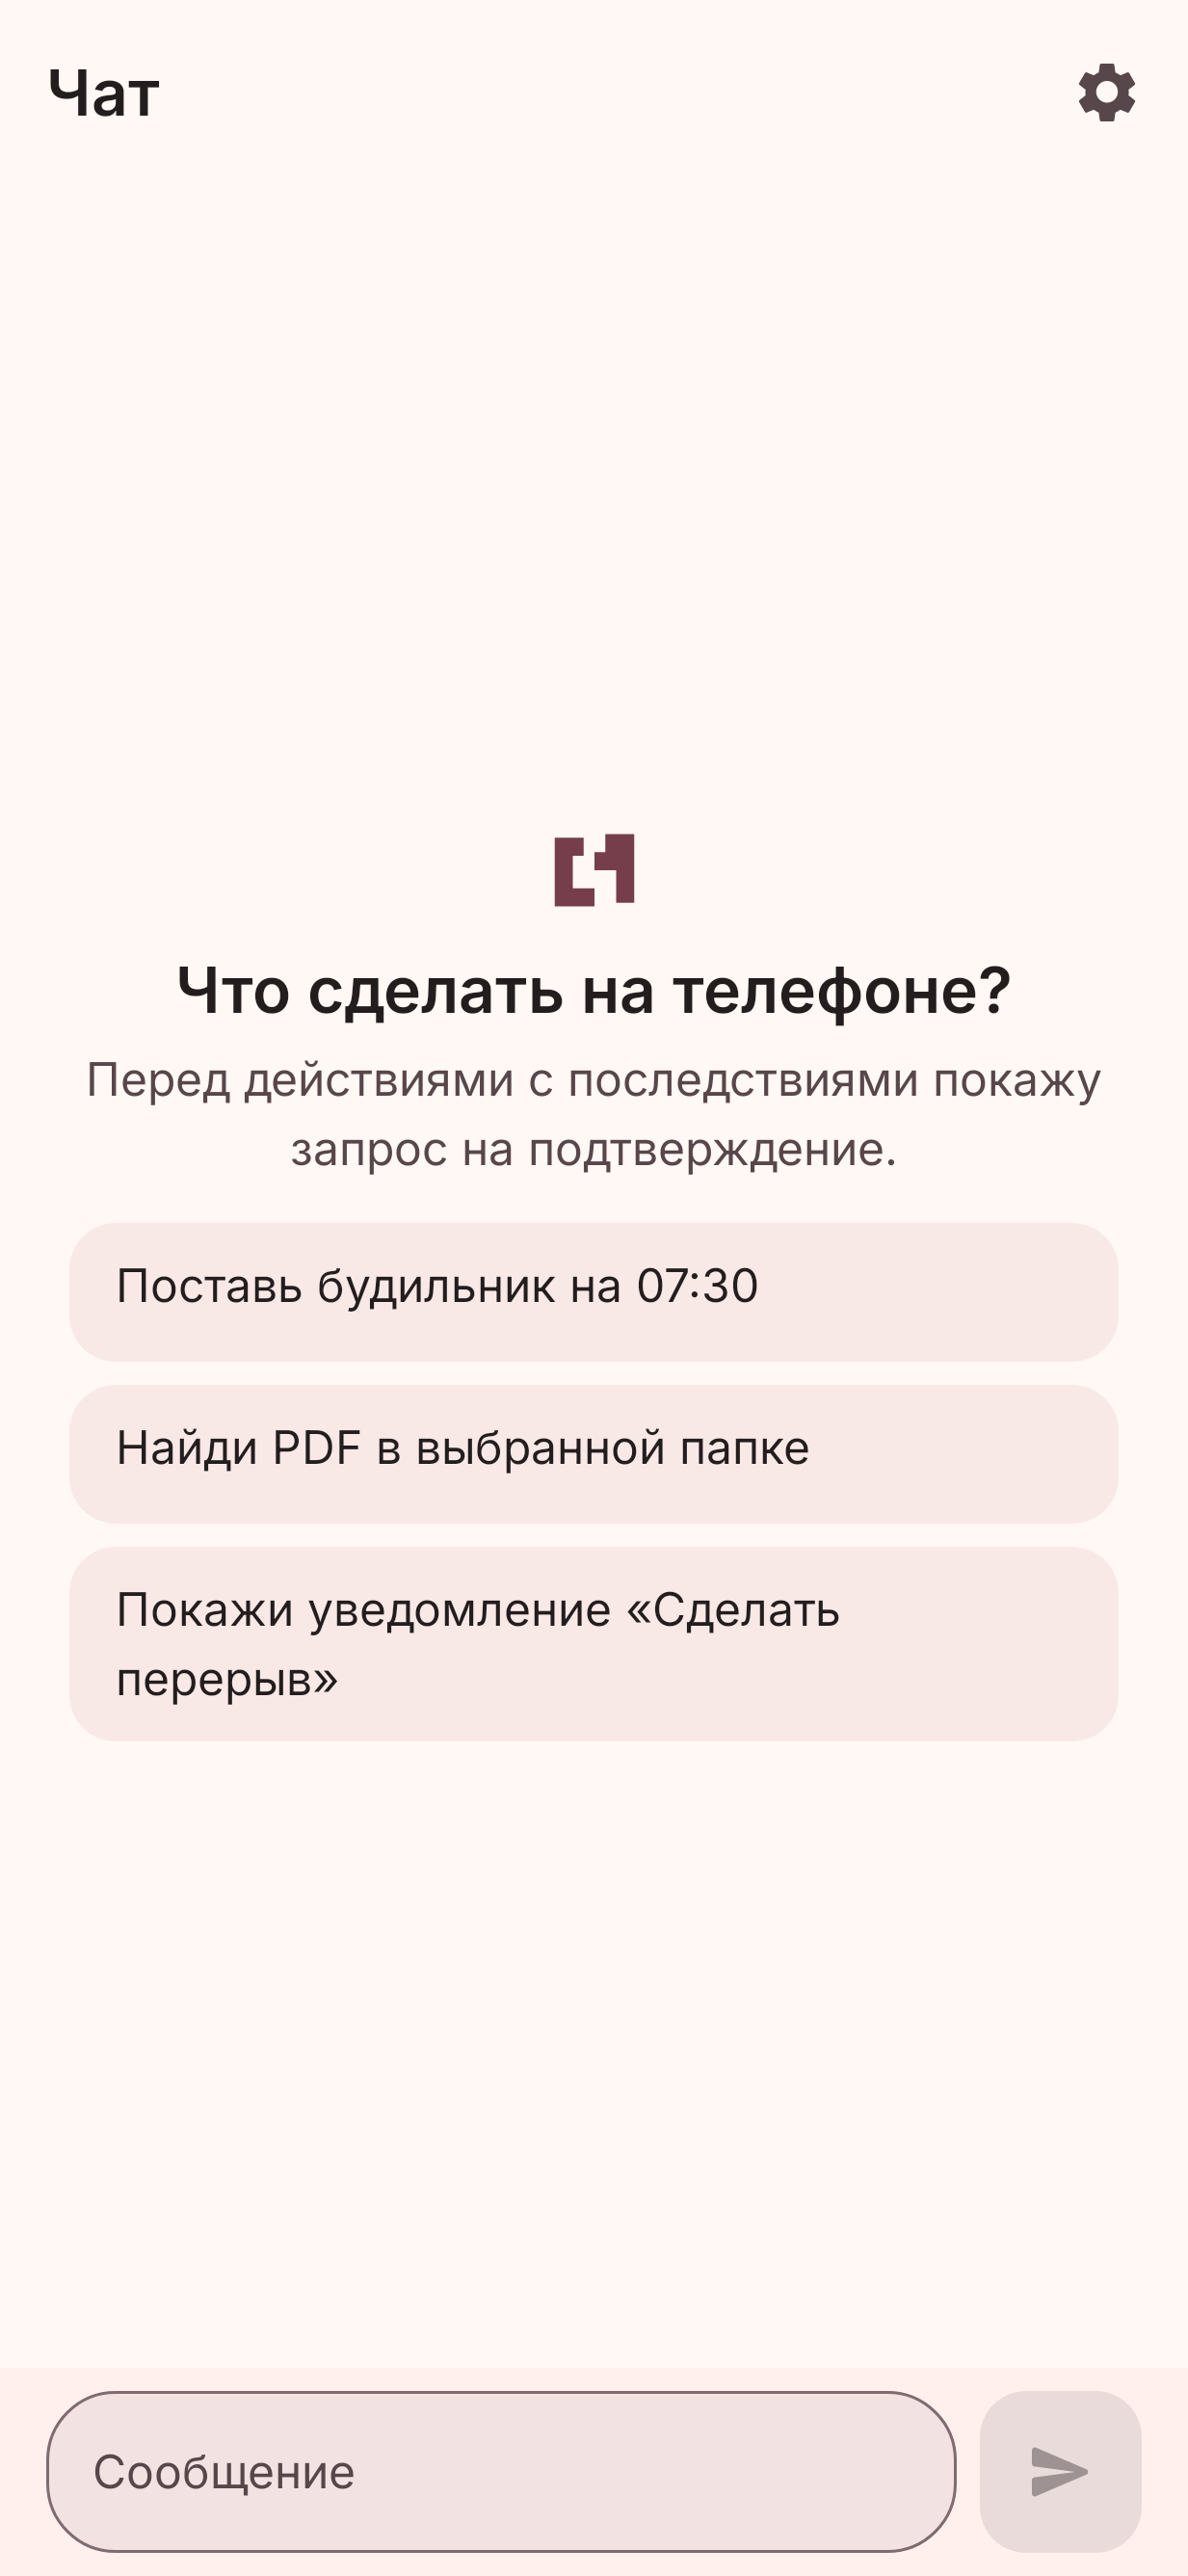 Чат
Что сделать на телефоне?
Перед действиями с последствиями покажу
запрос на подтверждение.
Поставь будильник на 07:30
Найди PDF в выбранной папке
Покажи уведомление «Сделать
перерыв»
Сообщение